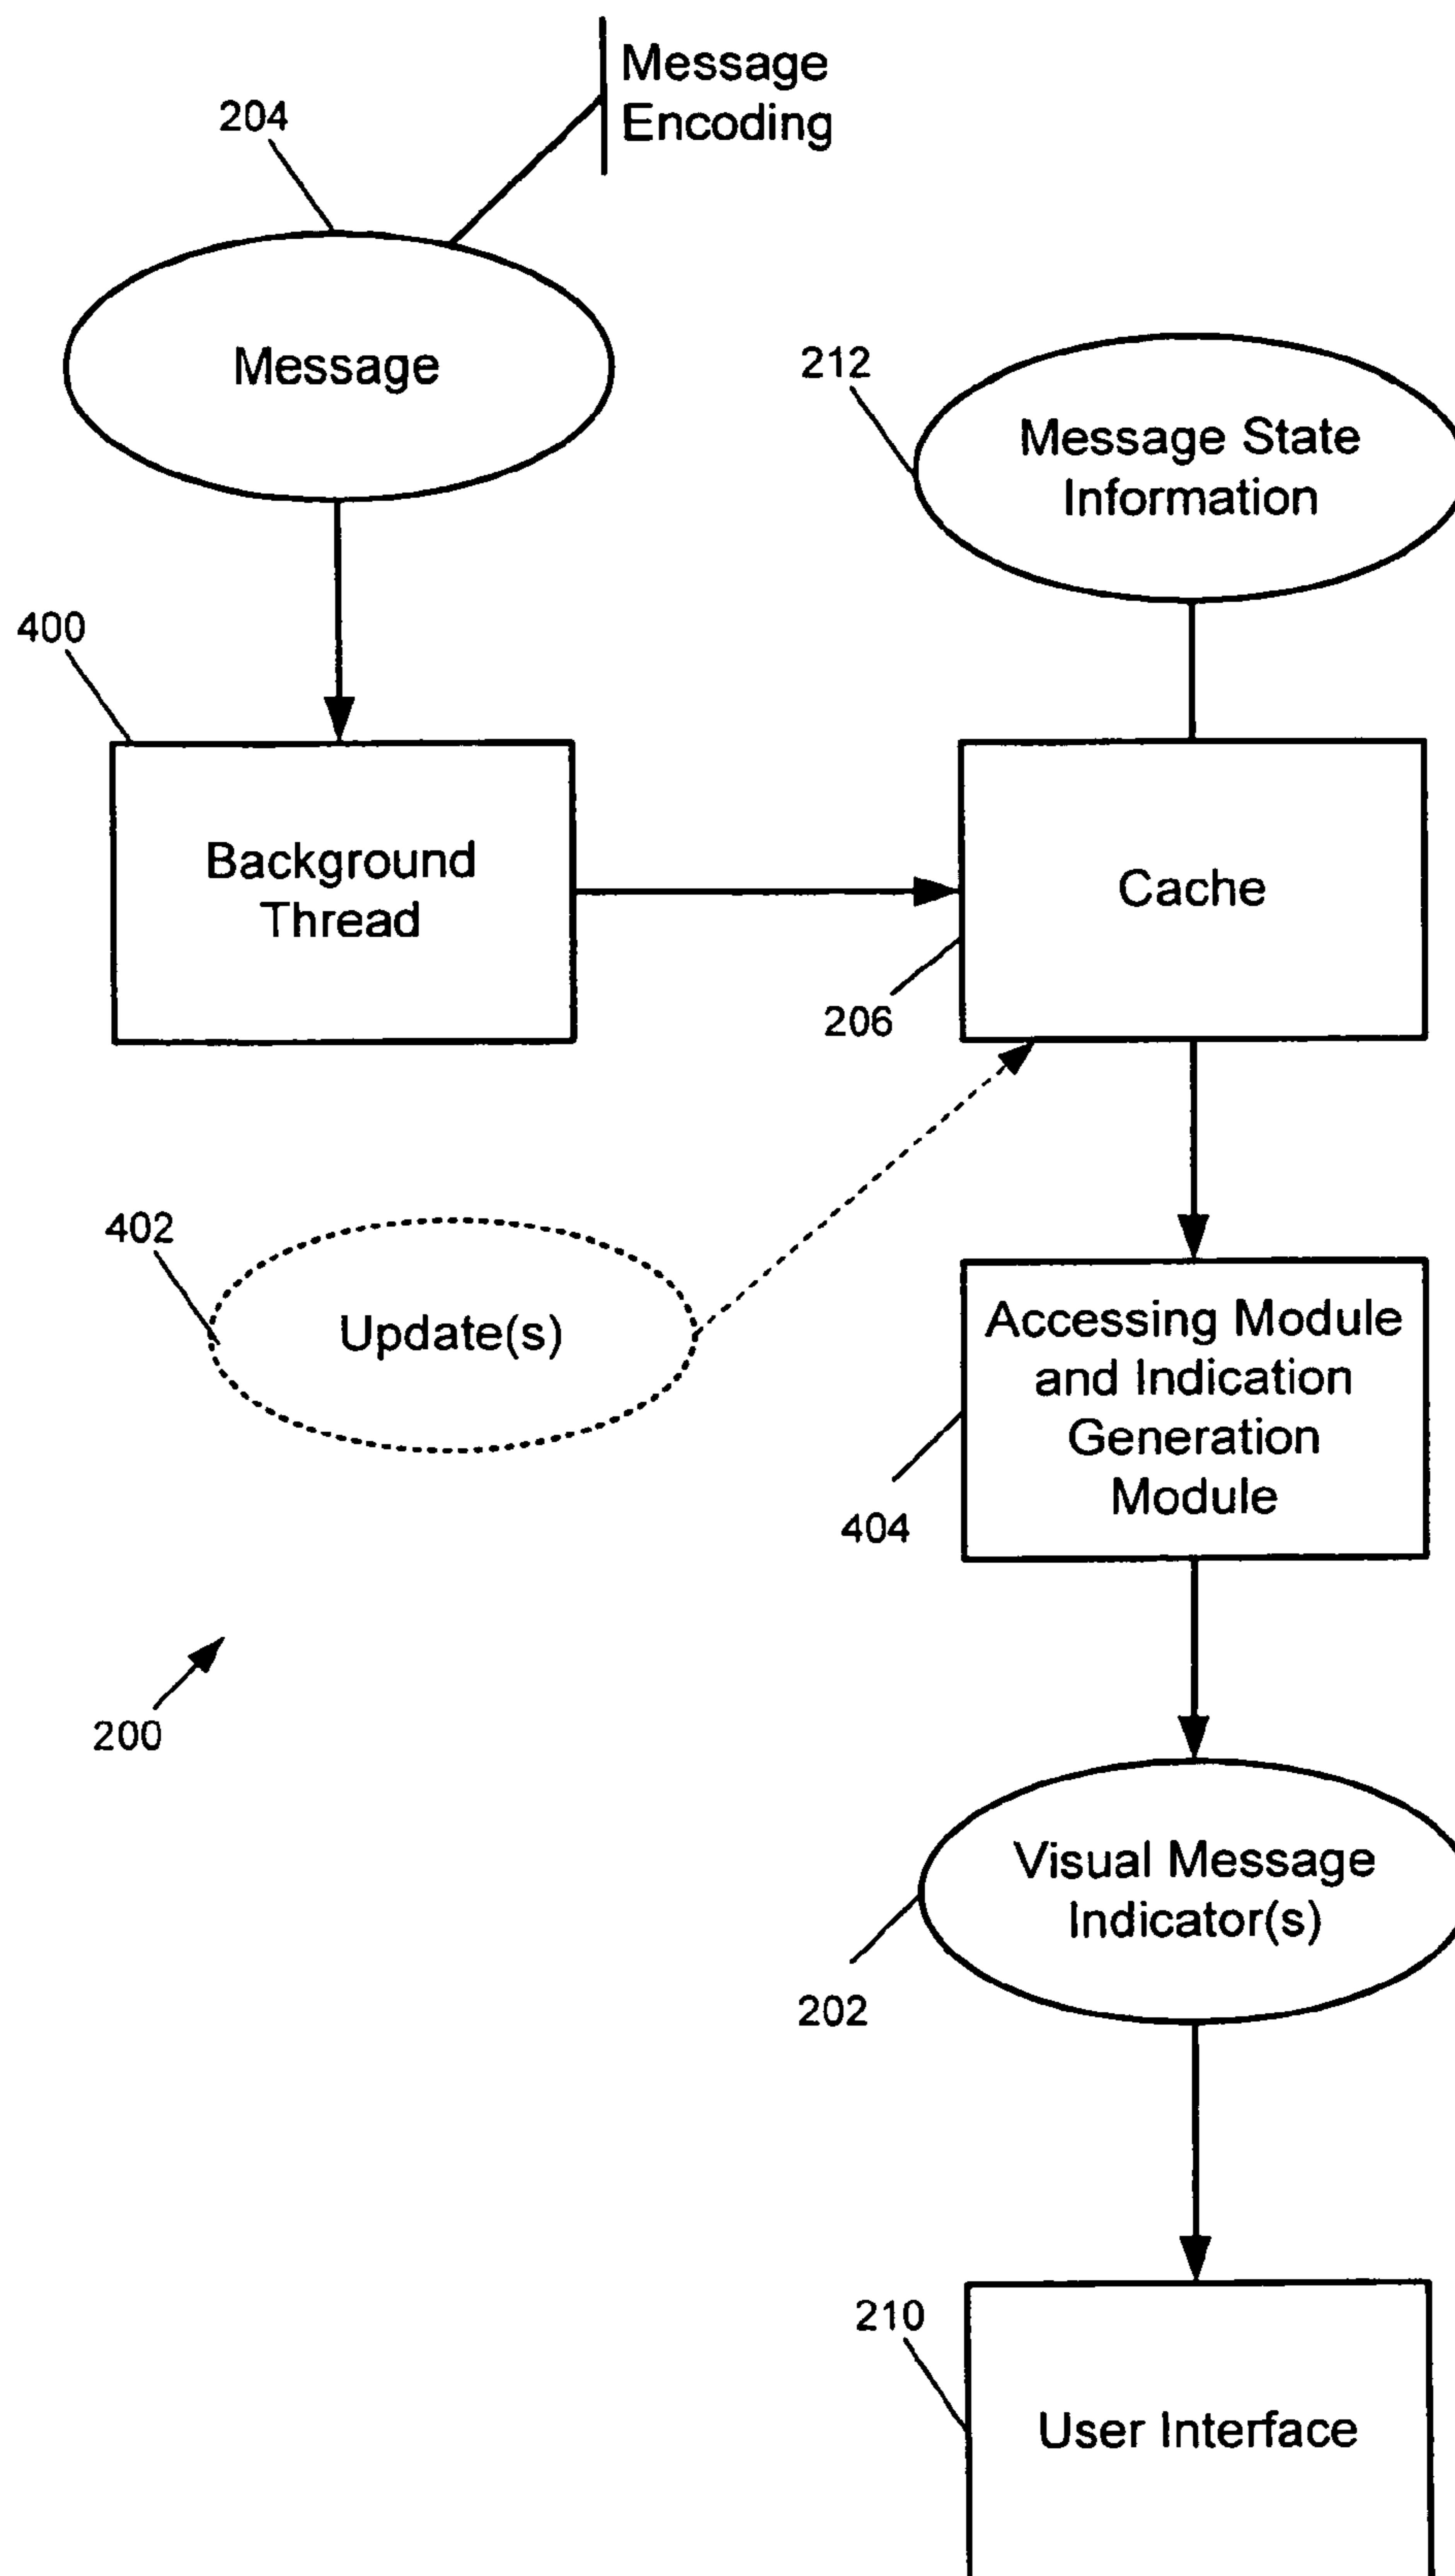 Message
Encoding
204
Message
212
Message State
Information
400
Background
Thread
Cache
206
402
Update(s)
Accessing Module
and Indication
Generation
Module
404
200
Visual Message
Indicator(s)
202
210
User Interface